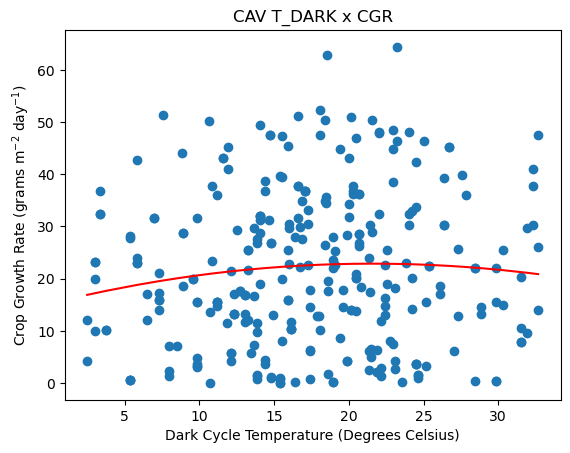 CAV T_DARK x CGR
Crop Growth Rate (grams m⁻² day⁻¹)
60
50
40
30
20
10
0
5 10 15 20 25 30
Dark Cycle Temperature (Degrees Celsius)